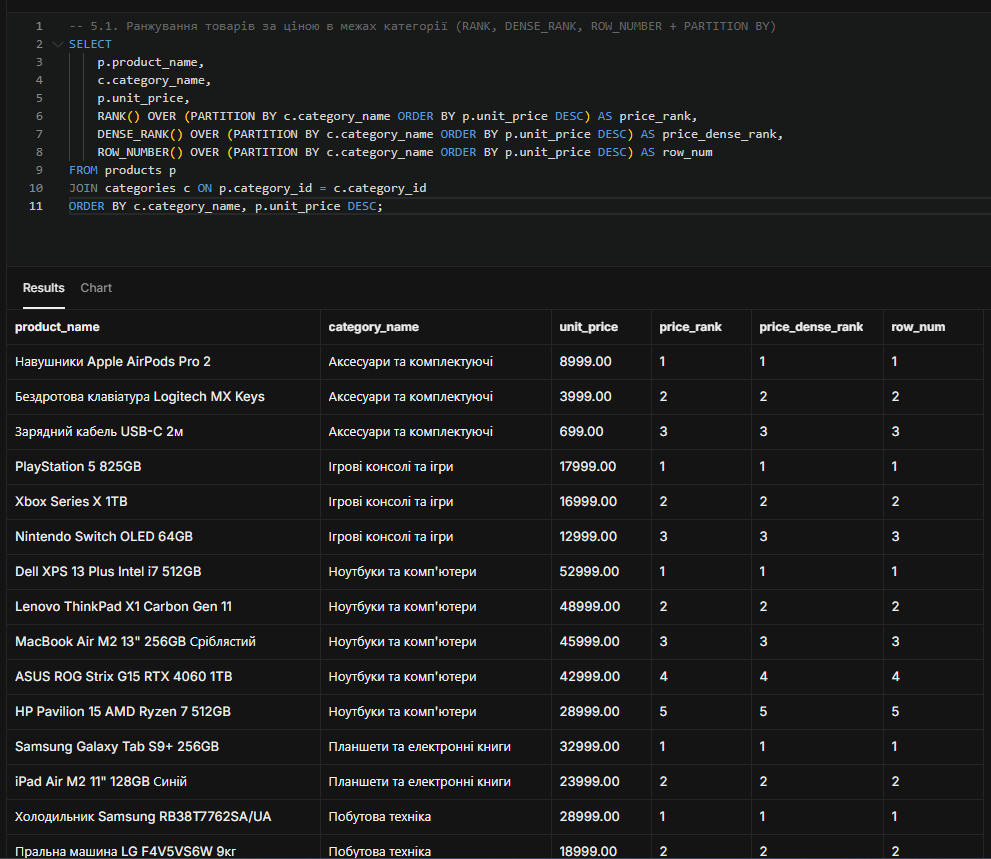 1 -- 5.1. Ранжування товарів за ціною в межах категорії (RANK, DENSE_RANK, ROW_NUMBER + PARTITION BY)
2 SELECT
3 p.product_name,
4 c.category_name,
5 p.unit_price,
6 RANK() OVER (PARTITION BY c.category_name ORDER BY p.unit_price DESC) AS price_rank,
7 DENSE_RANK() OVER (PARTITION BY c.category_name ORDER BY p.unit_price DESC) AS price_dense_rank,
8 ROW_NUMBER() OVER (PARTITION BY c.category_name ORDER BY p.unit_price DESC) AS row_num
9 FROM products p
10 JOIN categories c ON p.category_id = c.category_id
11 ORDER BY c.category_name, p.unit_price DESC;
Results Chart
product_name category_name unit_price price_rank price_dense_rank row_num
Навушники Apple AirPods Pro 2 Аксесуари та комплектуючі 8999.00 1 1 1
Бездротова клавіатура Logitech MX Keys Аксесуари та комплектуючі 3999.00 2 2 2
Зарядний кабель USB-C 2м Аксесуари та комплектуючі 699.00 3 3 3
PlayStation 5 825GB Ігрові консолі та ігри 17999.00 1 1 1
Xbox Series X 1TB Ігрові консолі та ігри 16999.00 2 2 2
Nintendo Switch OLED 64GB Ігрові консолі та ігри 12999.00 3 3 3
Dell XPS 13 Plus Intel i7 512GB Ноутбуки та комп'ютери 52999.00 1 1 1
Lenovo ThinkPad X1 Carbon Gen 11 Ноутбуки та комп'ютери 48999.00 2 2 2
MacBook Air M2 13" 256GB Сріблястий Ноутбуки та комп'ютери 45999.00 3 3 3
ASUS ROG Strix G15 RTX 4060 1TB Ноутбуки та комп'ютери 42999.00 4 4 4
HP Pavilion 15 AMD Ryzen 7 512GB Ноутбуки та комп'ютери 28999.00 5 5 5
Samsung Galaxy Tab S9+ 256GB Планшети та електронні книги 32999.00 1 1 1
iPad Air M2 11" 128GB Синій Планшети та електронні книги 23999.00 2 2 2
Холодильник Samsung RB38T7762SA/UA Побутова техніка 28999.00 1 1 1
Пральна машина LG F4V5VS6W 9кг Побутова техніка 18999.00 2 2 2